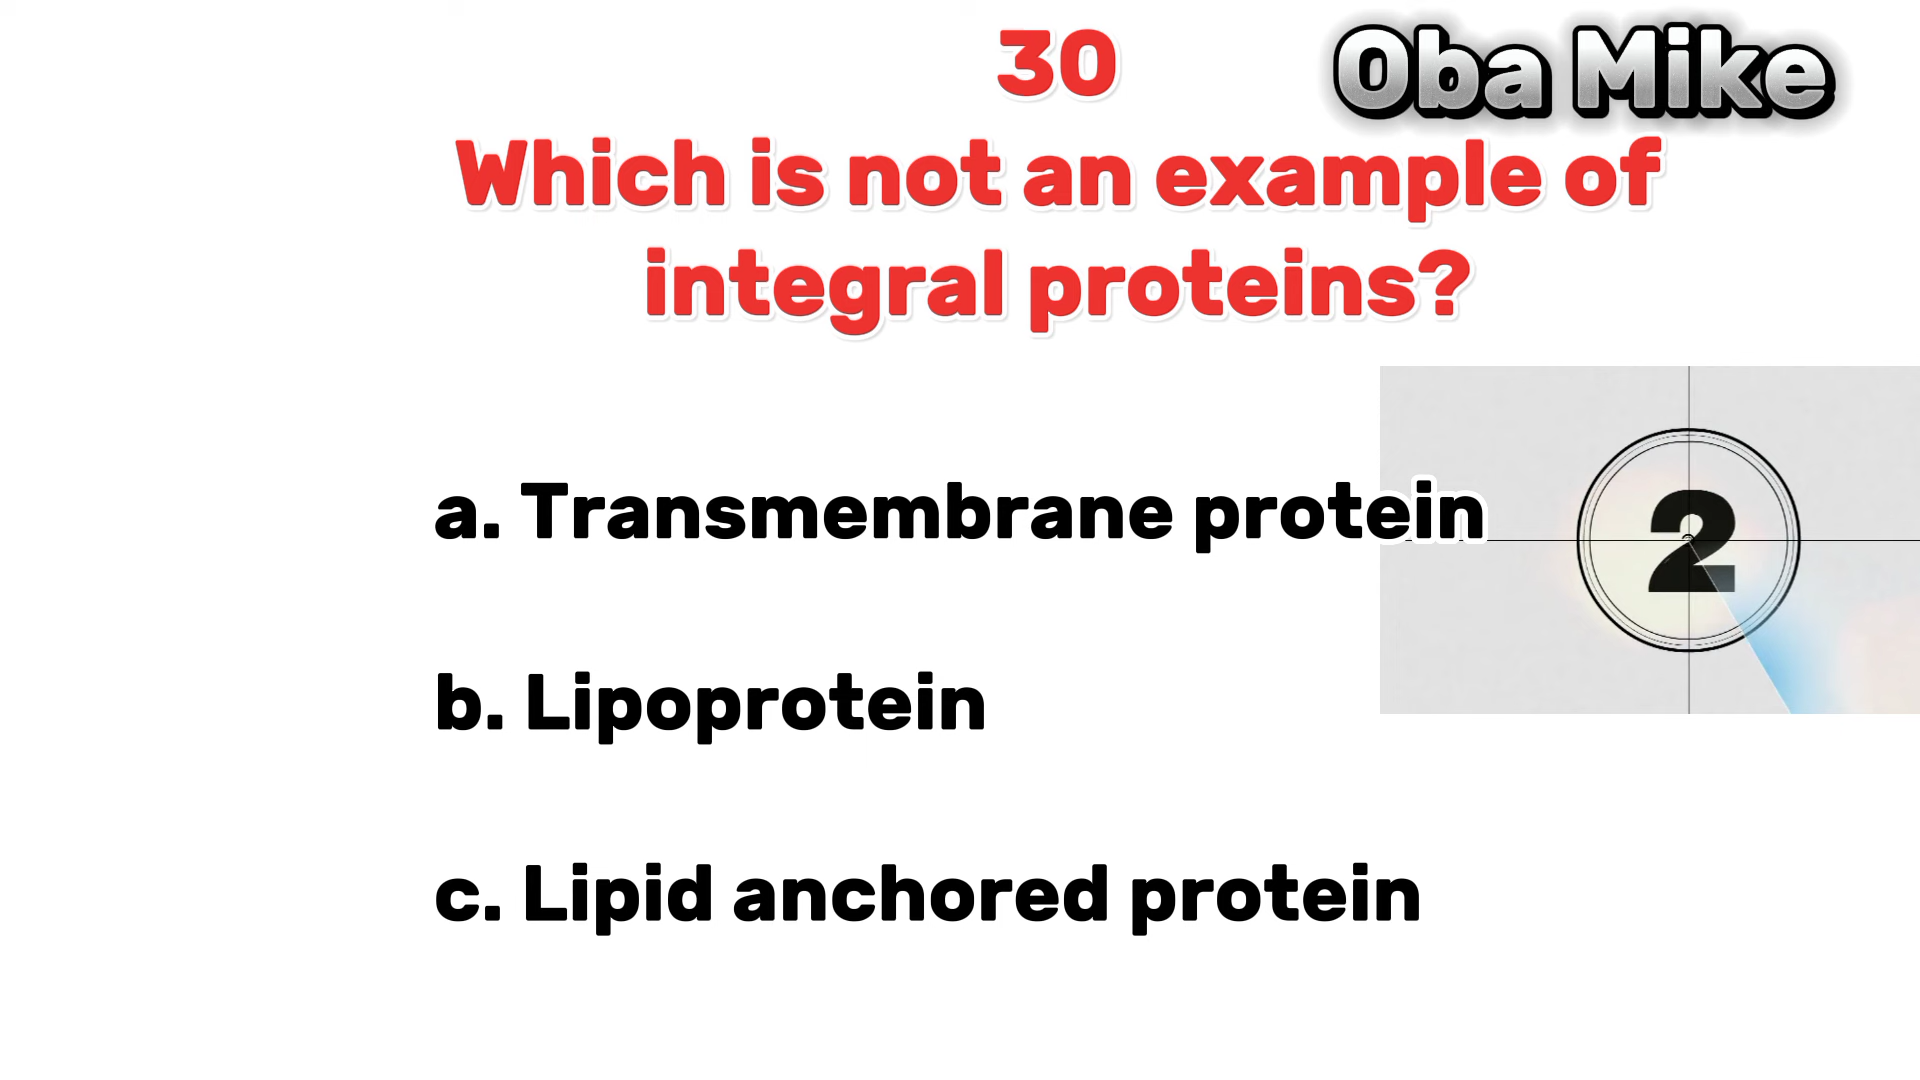 30
Oba Mike
Which is not an example of
integral proteins?
a. Transmembrane protein
2
b. Lipoprotein
c. Lipid anchored protein